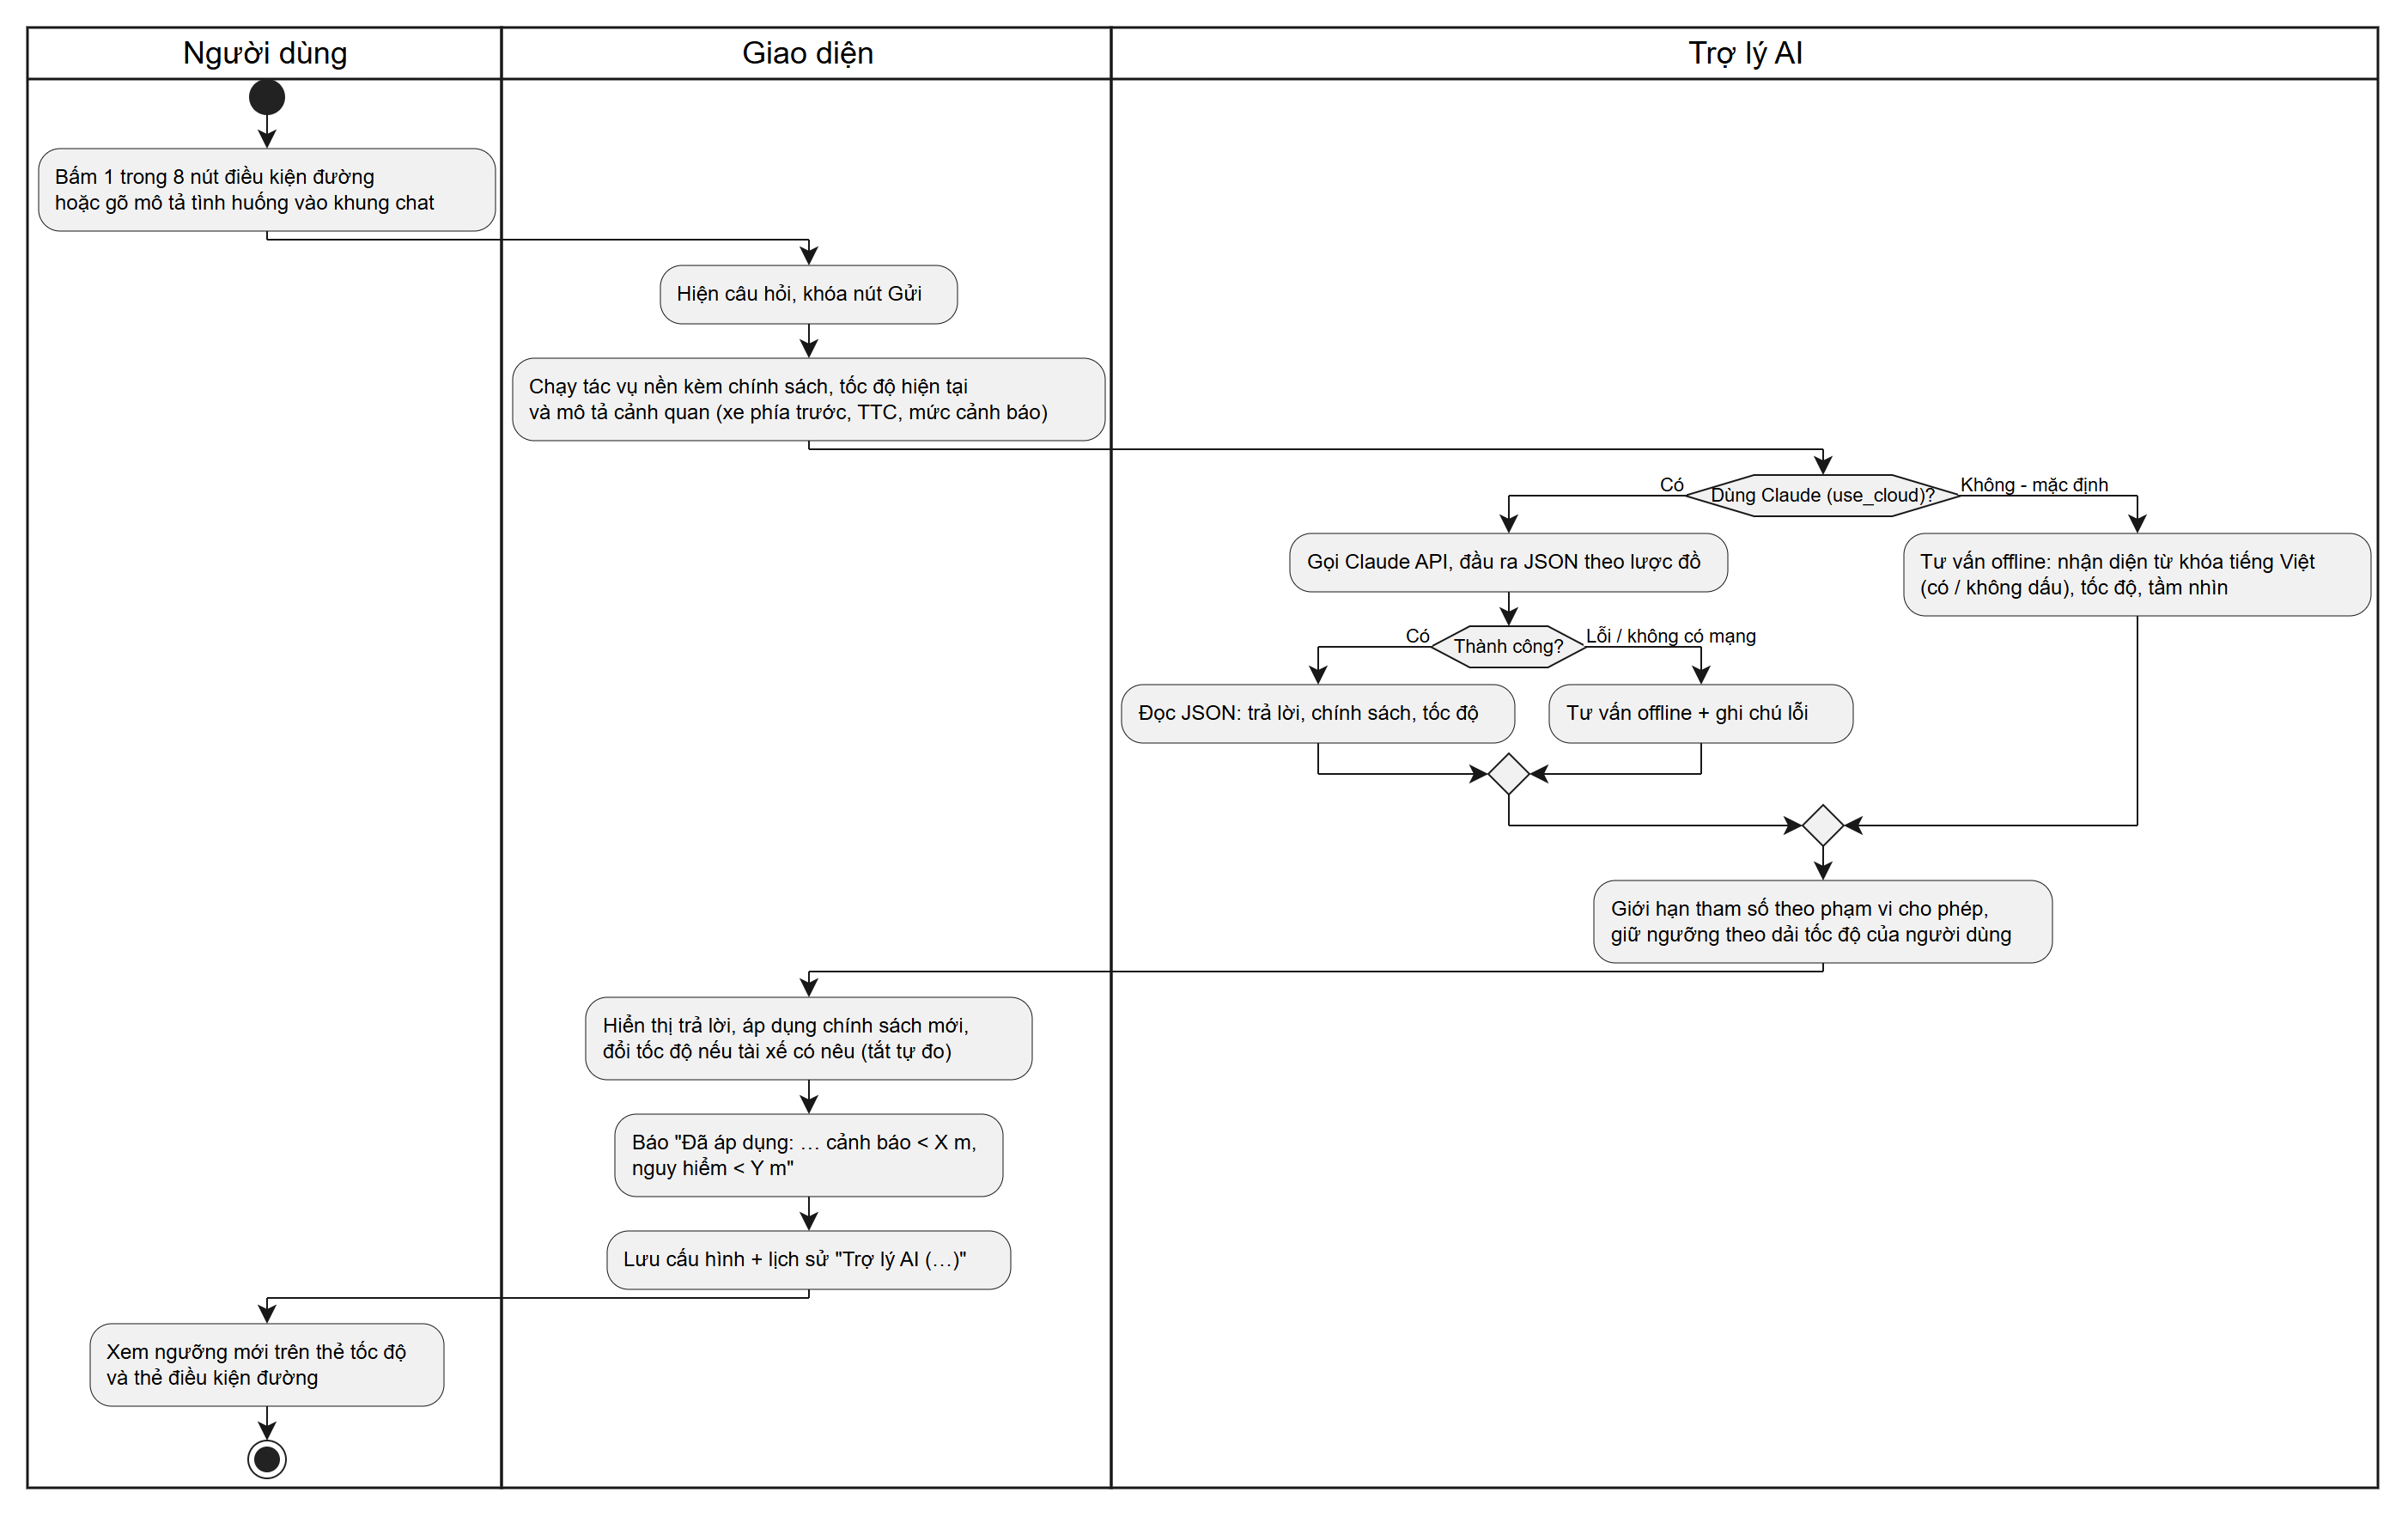 Người dùng
Giao diện
Trợ lý AI
Bấm 1 trong 8 nút điều kiện đường
hoặc gõ mô tả tình huống vào khung chat
Hiện câu hỏi, khóa nút Gửi
Chạy tác vụ nền kèm chính sách, tốc độ hiện tại
và mô tả cảnh quan (xe phía trước, TTC, mức cảnh báo)
Có
Dùng Claude (use_cloud)?
Không - mặc định
Gọi Claude API, đầu ra JSON theo lược đồ
Tư vấn offline: nhận diện từ khóa tiếng Việt
(có / không dấu), tốc độ, tầm nhìn
Có
Thành công?
Lỗi / không có mạng
Đọc JSON: trả lời, chính sách, tốc độ
Tư vấn offline + ghi chú lỗi
Giới hạn tham số theo phạm vi cho phép,
giữ ngưỡng theo dải tốc độ của người dùng
Hiển thị trả lời, áp dụng chính sách mới,
đổi tốc độ nếu tài xế có nêu (tắt tự đo)
Báo "Đã áp dụng: … cảnh báo < X m,
nguy hiểm < Y m"
Lưu cấu hình + lịch sử "Trợ lý AI (…)"
Xem ngưỡng mới trên thẻ tốc độ
và thẻ điều kiện đường